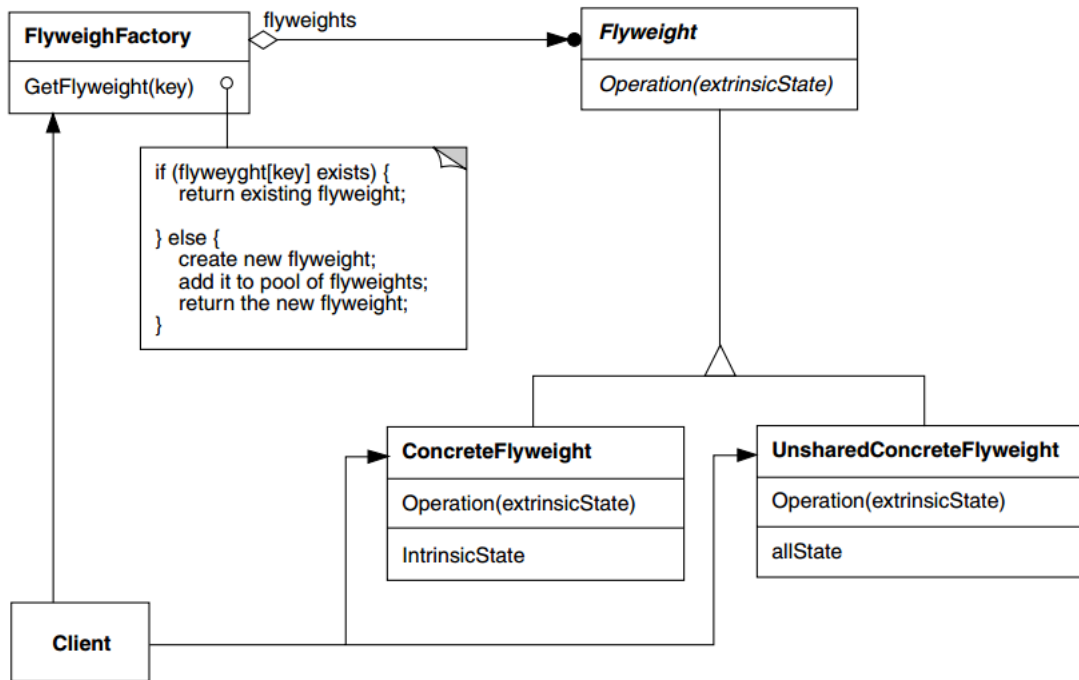 flyweights
FlyweighFactory
GetFlyweight(key)
Flyweight
Operation(extrinsicState)
if (flyweyght[key] exists) {
return existing flyweight;
} else {
create new flyweight;
add it to pool of flyweights;
return the new flyweight;
}
ConcreteFlyweight
Operation(extrinsicState)
IntrinsicState
UnsharedConcreteFlyweight
Operation(extrinsicState)
allState
Client